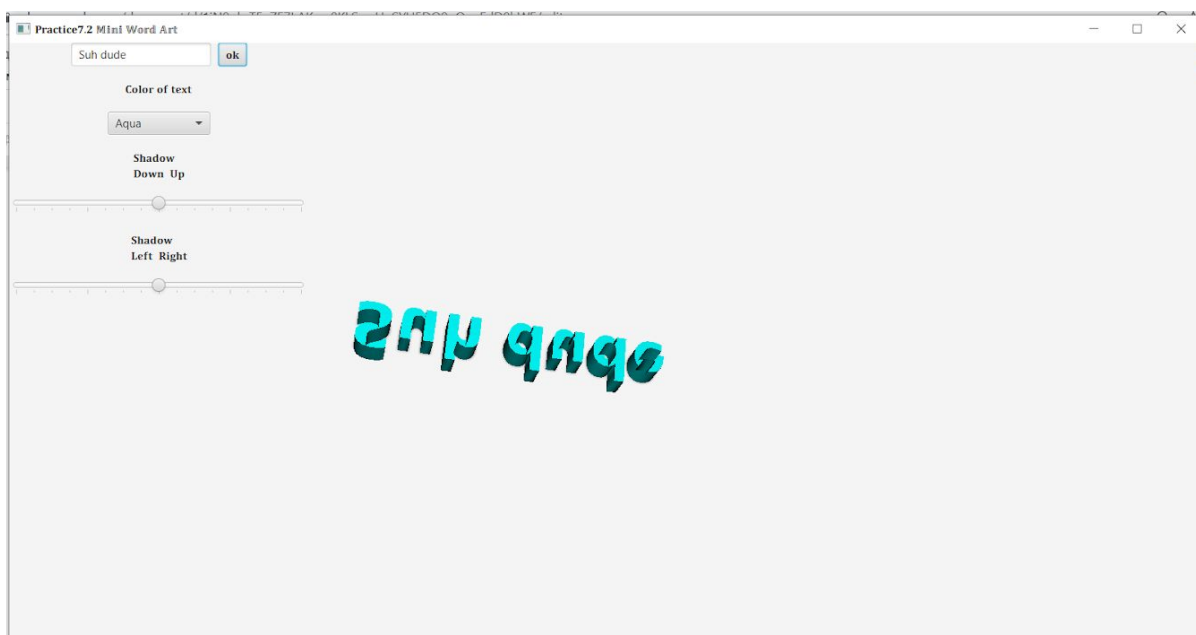 Practice7.2 Mini Word Art
Suh dude
ok
Color of text
Aqua
Shadow
Down Up
Shadow
Left Right
Suh dude